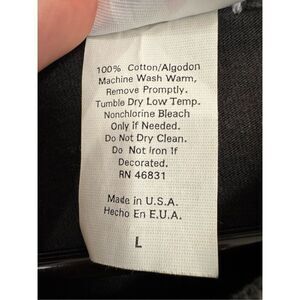 100% Cotton/Algodon
Machine Wash Warm,
Remove Promptly.
Tumble Dry Low Temp.
Nonchlorine Bleach
Only if Needed.
Do Not Dry Clean.
Do Not Iron If
Decorated.
RN 46831
Made in U.S.A.
Hecho En E.U.A.
L